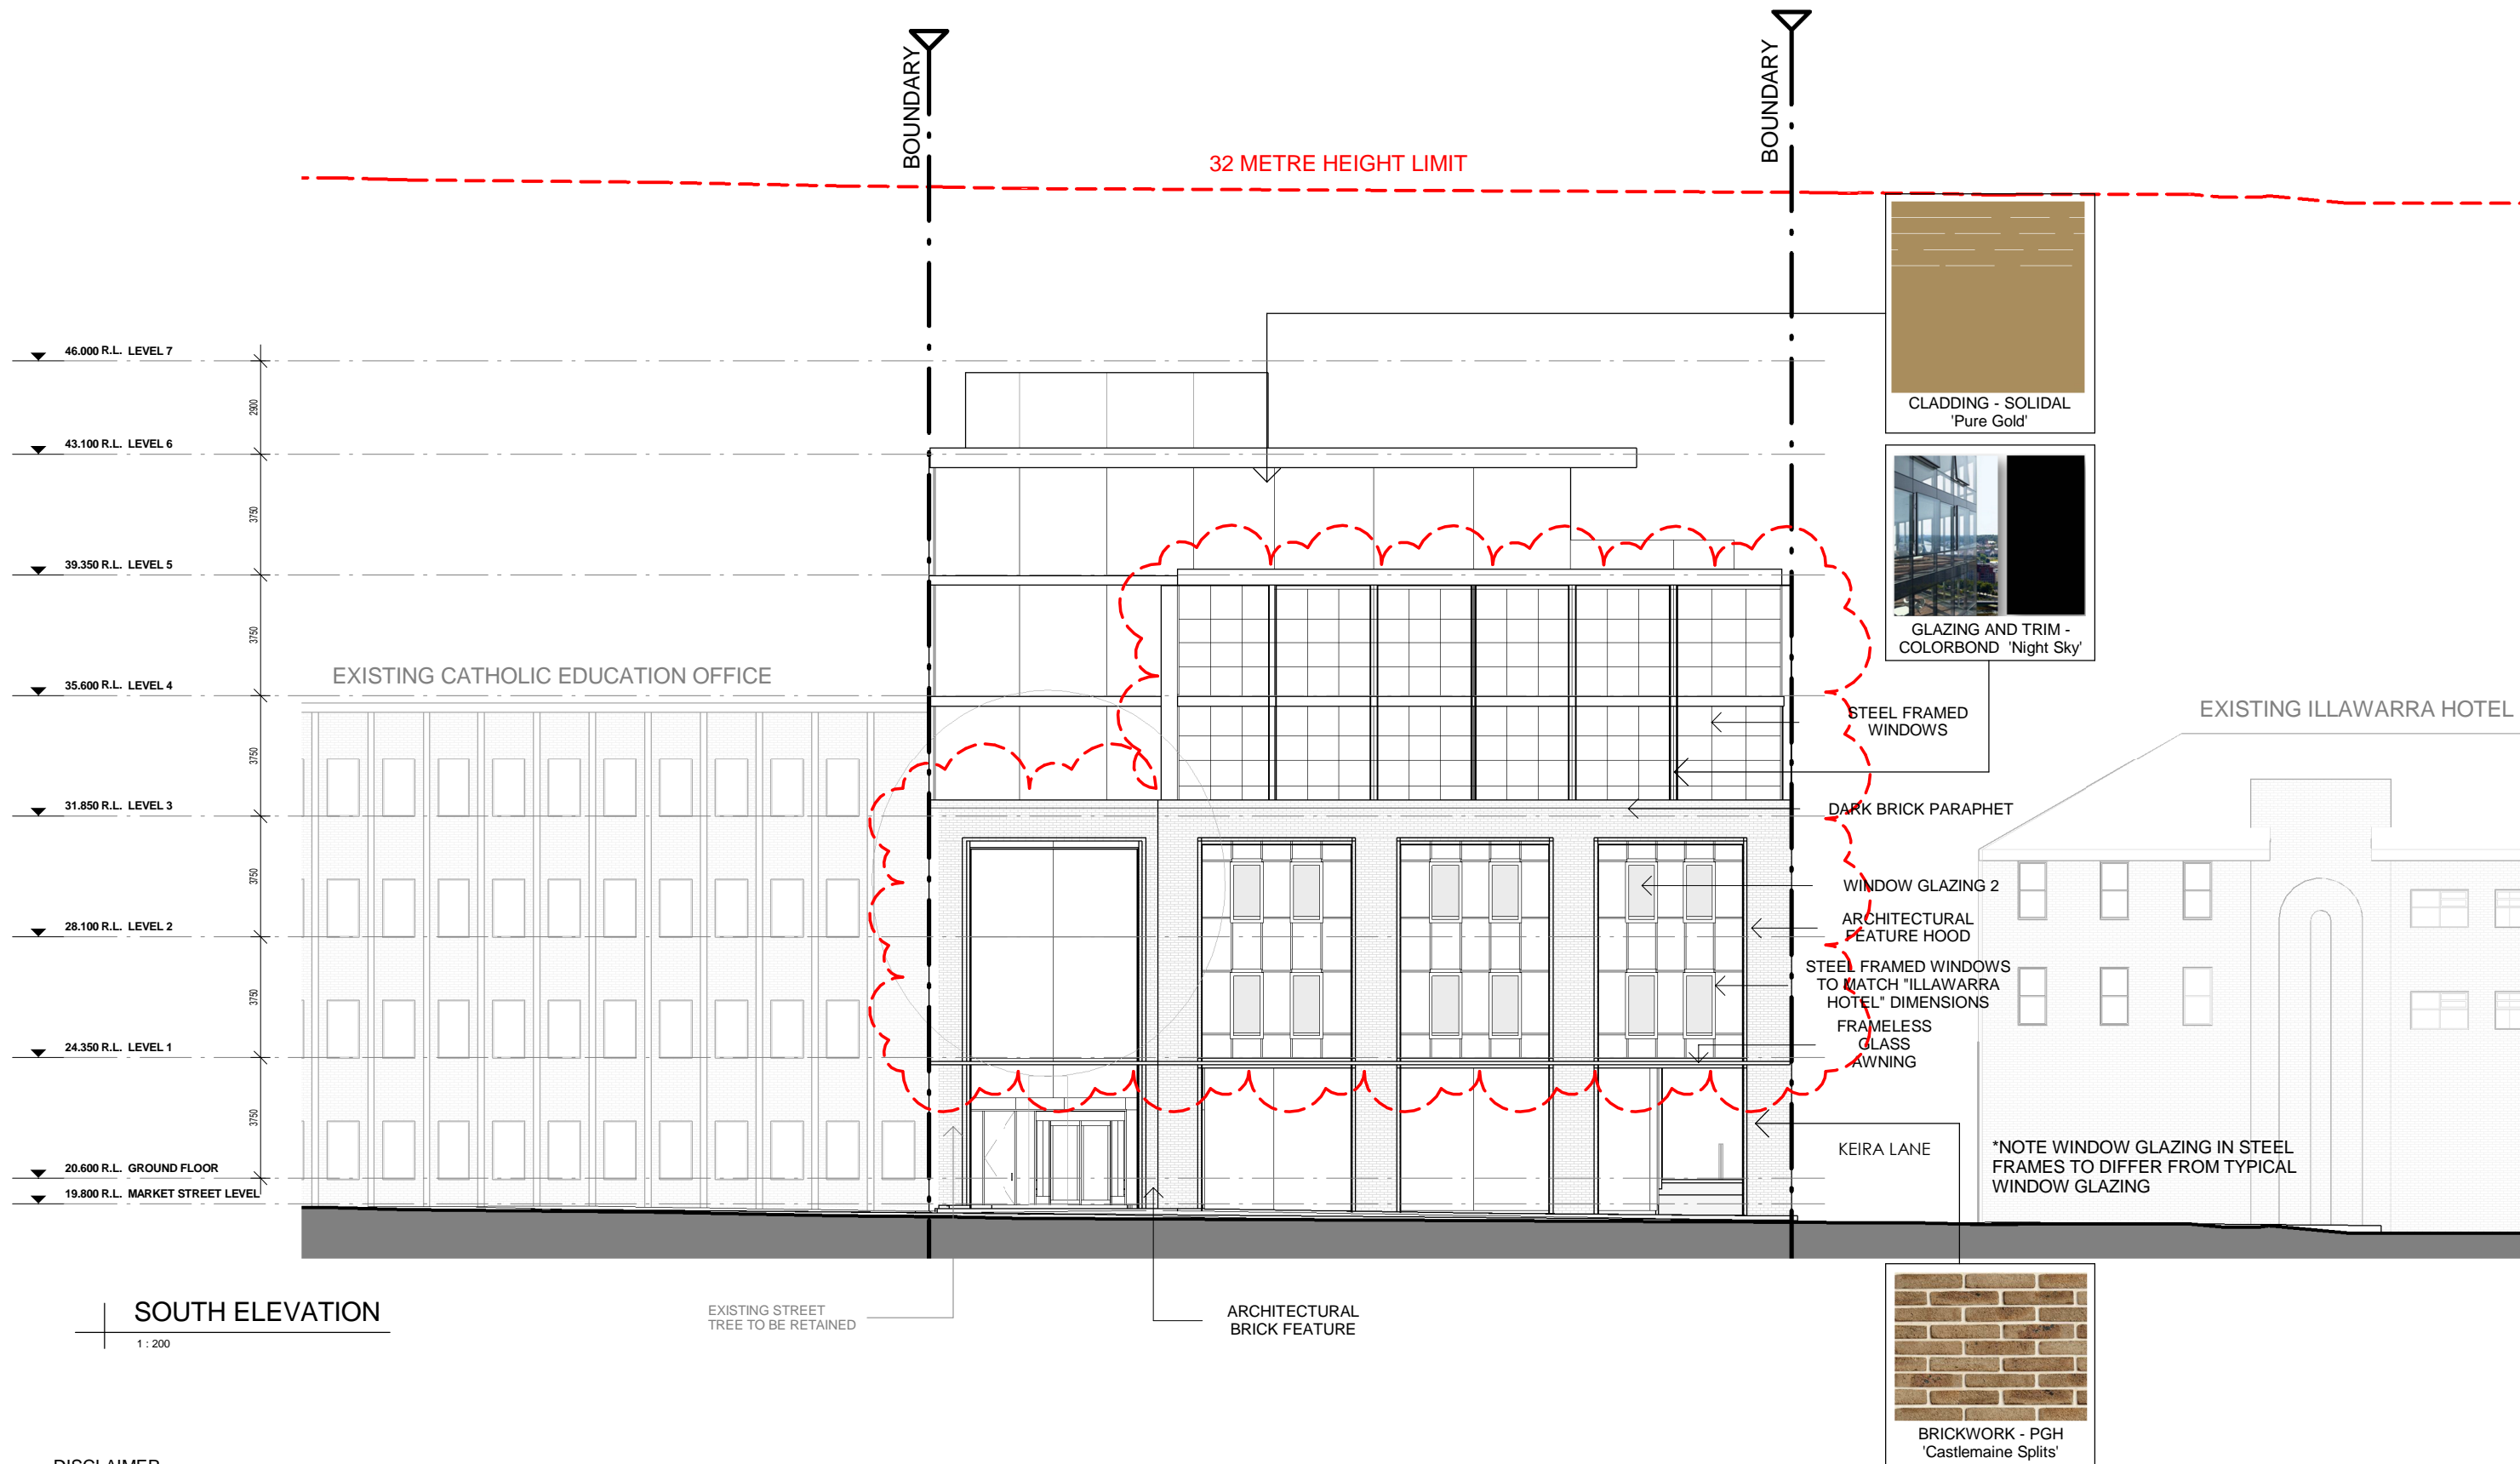 BOUNDARY
BOUNDARY
32 METRE HEIGHT LIMIT
CLADDING - SOLIDAL
'Pure Gold'
GLAZING AND TRIM -
COLORBOND 'Night Sky'
46.000 R.L. LEVEL 7
2900
43.100 R.L. LEVEL 6
3750
39.350 R.L. LEVEL 5
3750
35.600 R.L. LEVEL 4
3750
31.850 R.L. LEVEL 3
3750
28.100 R.L. LEVEL 2
3750
24.350 R.L. LEVEL 1
3750
20.600 R.L. GROUND FLOOR
19.800 R.L. MARKET STREET LEVEL
EXISTING CATHOLIC EDUCATION OFFICE
EXISTING ILLAWARRA HOTEL
STEEL FRAMED
WINDOWS
DARK BRICK PARAPHET
WINDOW GLAZING 2
ARCHITECTURAL
FEATURE HOOD
STEEL FRAMED WINDOWS
TO MATCH "ILLAWARRA
HOTEL" DIMENSIONS
FRAMELESS
GLASS
AWNING
KEIRA LANE
*NOTE WINDOW GLAZING IN STEEL
FRAMES TO DIFFER FROM TYPICAL
WINDOW GLAZING
SOUTH ELEVATION
1 : 200
EXISTING STREET
TREE TO BE RETAINED
ARCHITECTURAL
BRICK FEATURE
BRICKWORK - PGH
'Castlemaine Splits'
DISCLAIMER